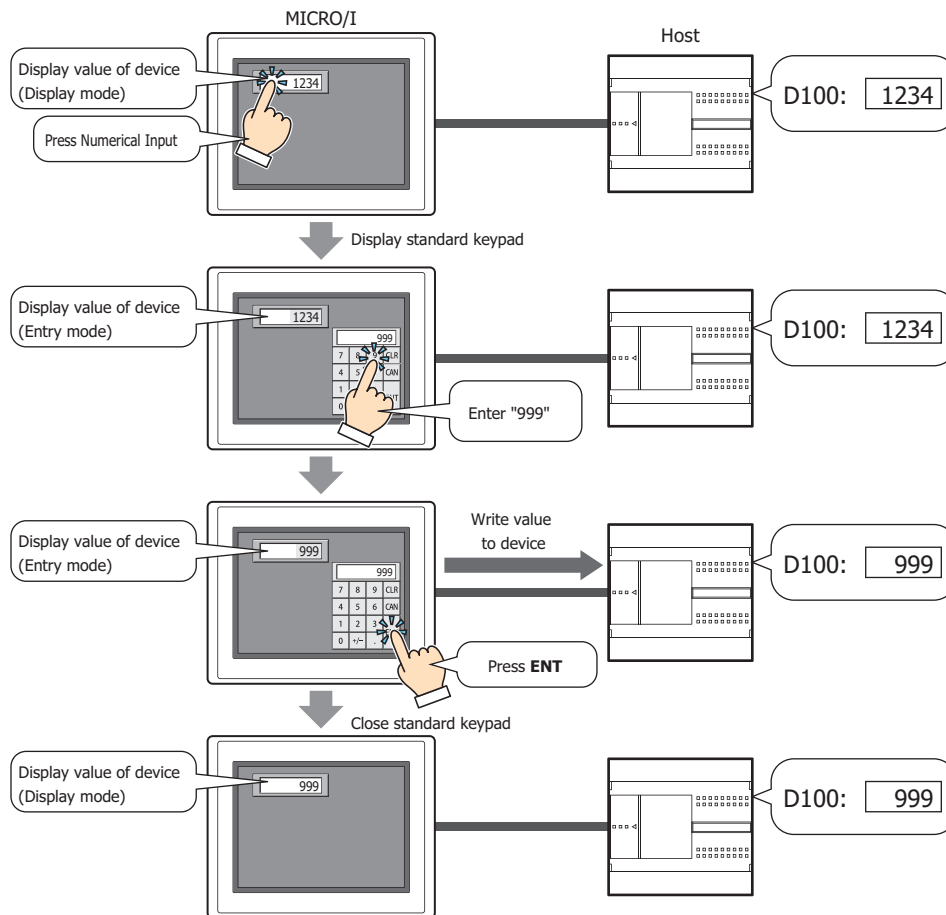 MICRO/I
Host
Display value of device
(Display mode)
1234
D100: 1234
Press Numerical Input
Display standard keypad
Display value of device
(Entry mode)
1234
D100: 1234
999
7 8 9 CLR
4 5 CAN
1
0
Enter "999"
Display value of device
(Entry mode)
999
Write value
to device
D100: 999
999
7 8 9 CLR
4 5 6 CAN
1 2 3
0 +/− .
Press ENT
Close standard keypad
Display value of device
(Display mode)
999
D100: 999